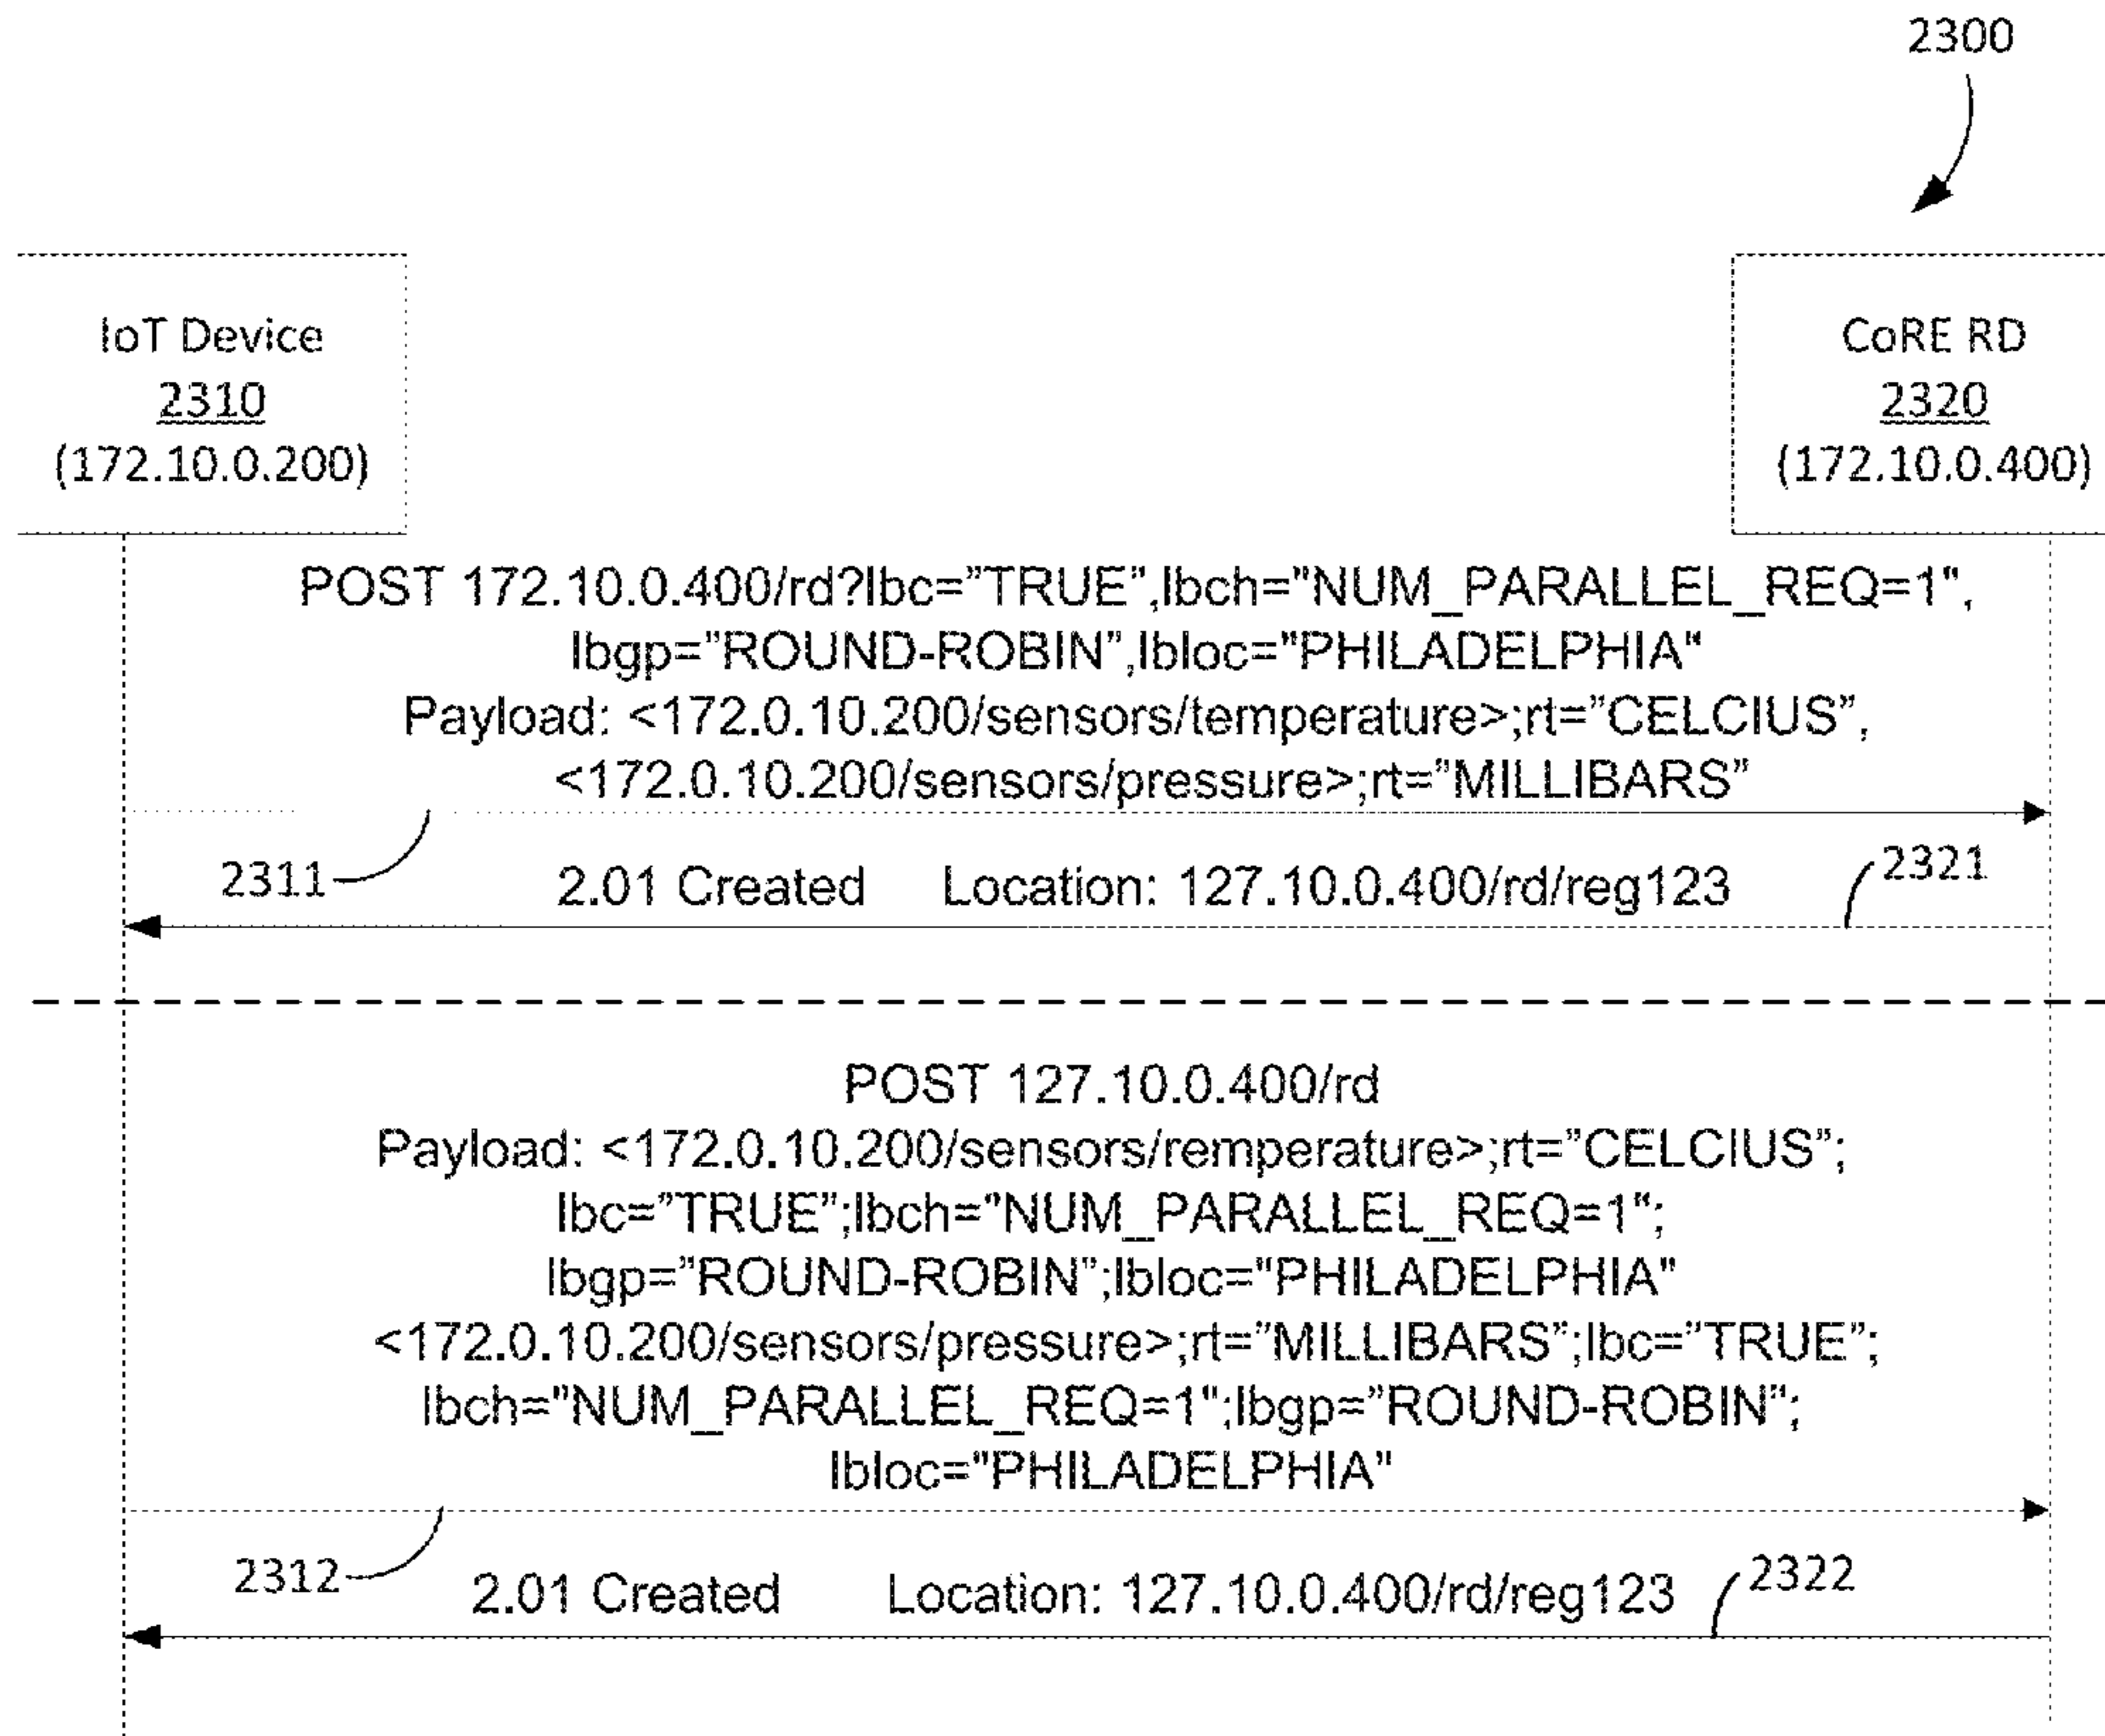 2300
IoT Device
2310
(172.10.0.200)
CoRE RD
2320
(172.10.0.400)
POST 172.10.0.400/rd?lbc=”TRUE”,lbch="NUM_PARALLEL_REQ=1",
lbgp=”ROUND-ROBIN”,lbloc="PHILADELPHIA"
Payload: <172.0.10.200/sensors/temperature>;rt=”CELCIUS”,
<172.0.10.200/sensors/pressure>;rt=”MILLIBARS”
2311
2.01 Created Location: 127.10.0.400/rd/reg123
2321
POST 127.10.0.400/rd
Payload: <172.0.10.200/sensors/remperature>;rt=”CELCIUS”;
lbc=”TRUE”;lbch="NUM_PARALLEL_REQ=1";
lbgp=”ROUND-ROBIN”;lbloc="PHILADELPHIA"
<172.0.10.200/sensors/pressure>;rt=”MILLIBARS”;lbc=”TRUE”;
lbch="NUM_PARALLEL_REQ=1";lbgp=”ROUND-ROBIN”;
lbloc="PHILADELPHIA"
2312
2.01 Created Location: 127.10.0.400/rd/reg123
2322